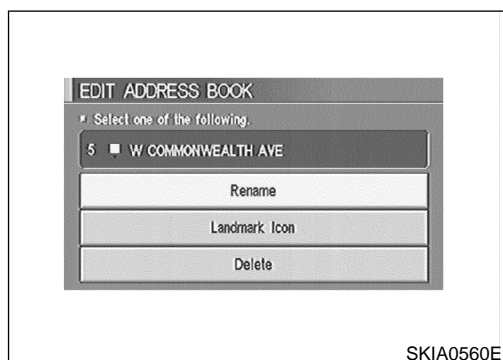 EDIT ADDRESS BOOK
Select one of the following.
5 W COMMONWEALTH AVE
Rename
Landmark Icon
Delete
SKIA0560E